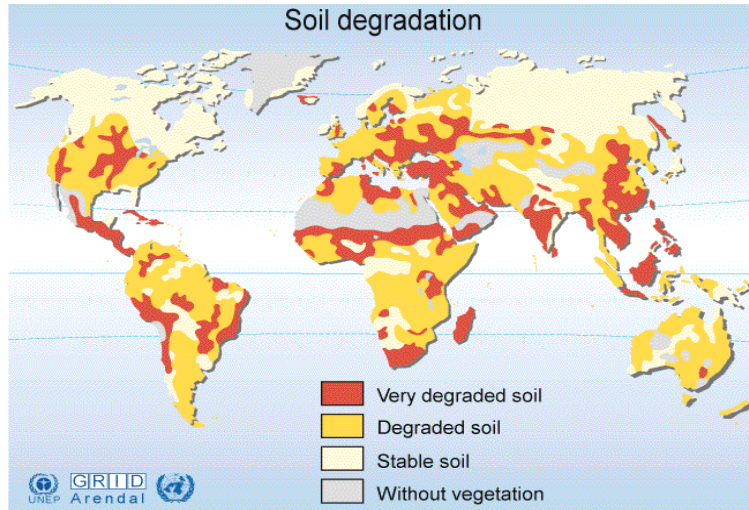 Soil degradation
Very degraded soil
Degraded soil
Stable soil
Without vegetation
UNEP
GRID
Arendal